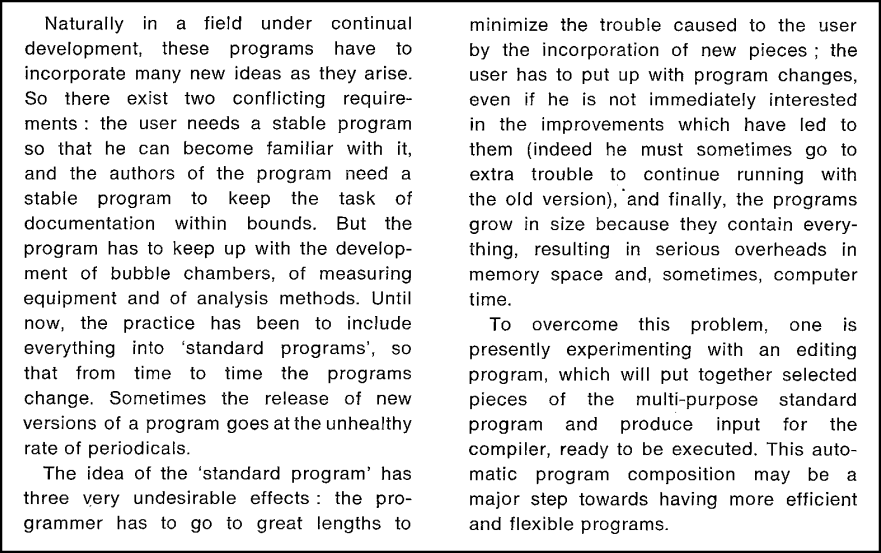 Naturally in a field under continual
development, these programs have to
incorporate many new ideas as they arise.
So there exist two conflicting require-
ments : the user needs a stable program
so that he can become familiar with it,
and the authors of the program need a
stable program to keep the task of
documentation within bounds. But the
program has to keep up with the develop-
ment of bubble chambers, of measuring
equipment and of analysis methods. Until
now, the practice has been to include
everything into ‘standard programs’, so
that from time to time the programs
change. Sometimes the release of new
versions of a program goes at the unhealthy
rate of periodicals.
The idea of the ‘standard program’ has
three very undesirable effects : the pro-
grammer has to go to great lengths to
minimize the trouble caused to the user
by the incorporation of new pieces ; the
user has to put up with program changes,
even if he is not immediately interested
in the improvements which have led to
them (indeed he must sometimes go to
extra trouble to continue running with
the old version), and finally, the programs
grow in size because they contain every-
thing, resulting in serious overheads in
memory space and, sometimes, computer
time.
To overcome this problem, one is
presently experimenting with an editing
program, which will put together selected
pieces of the multi-purpose standard
program and produce input for the
compiler, ready to be executed. This auto-
matic program composition may be a
major step towards having more efficient
and flexible programs.